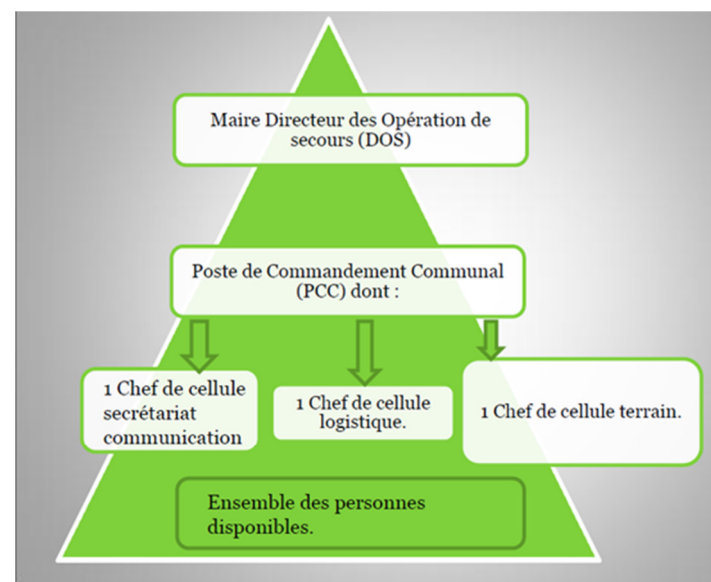 Maire Directeur des Opération de
secours (DOS)
Poste de Commandement Communal
(PCC) dont :
1 Chef de cellule
secrétariat
communication
1 Chef de cellule
logistique.
1 Chef de cellule terrain.
Ensemble des personnes
disponibles.